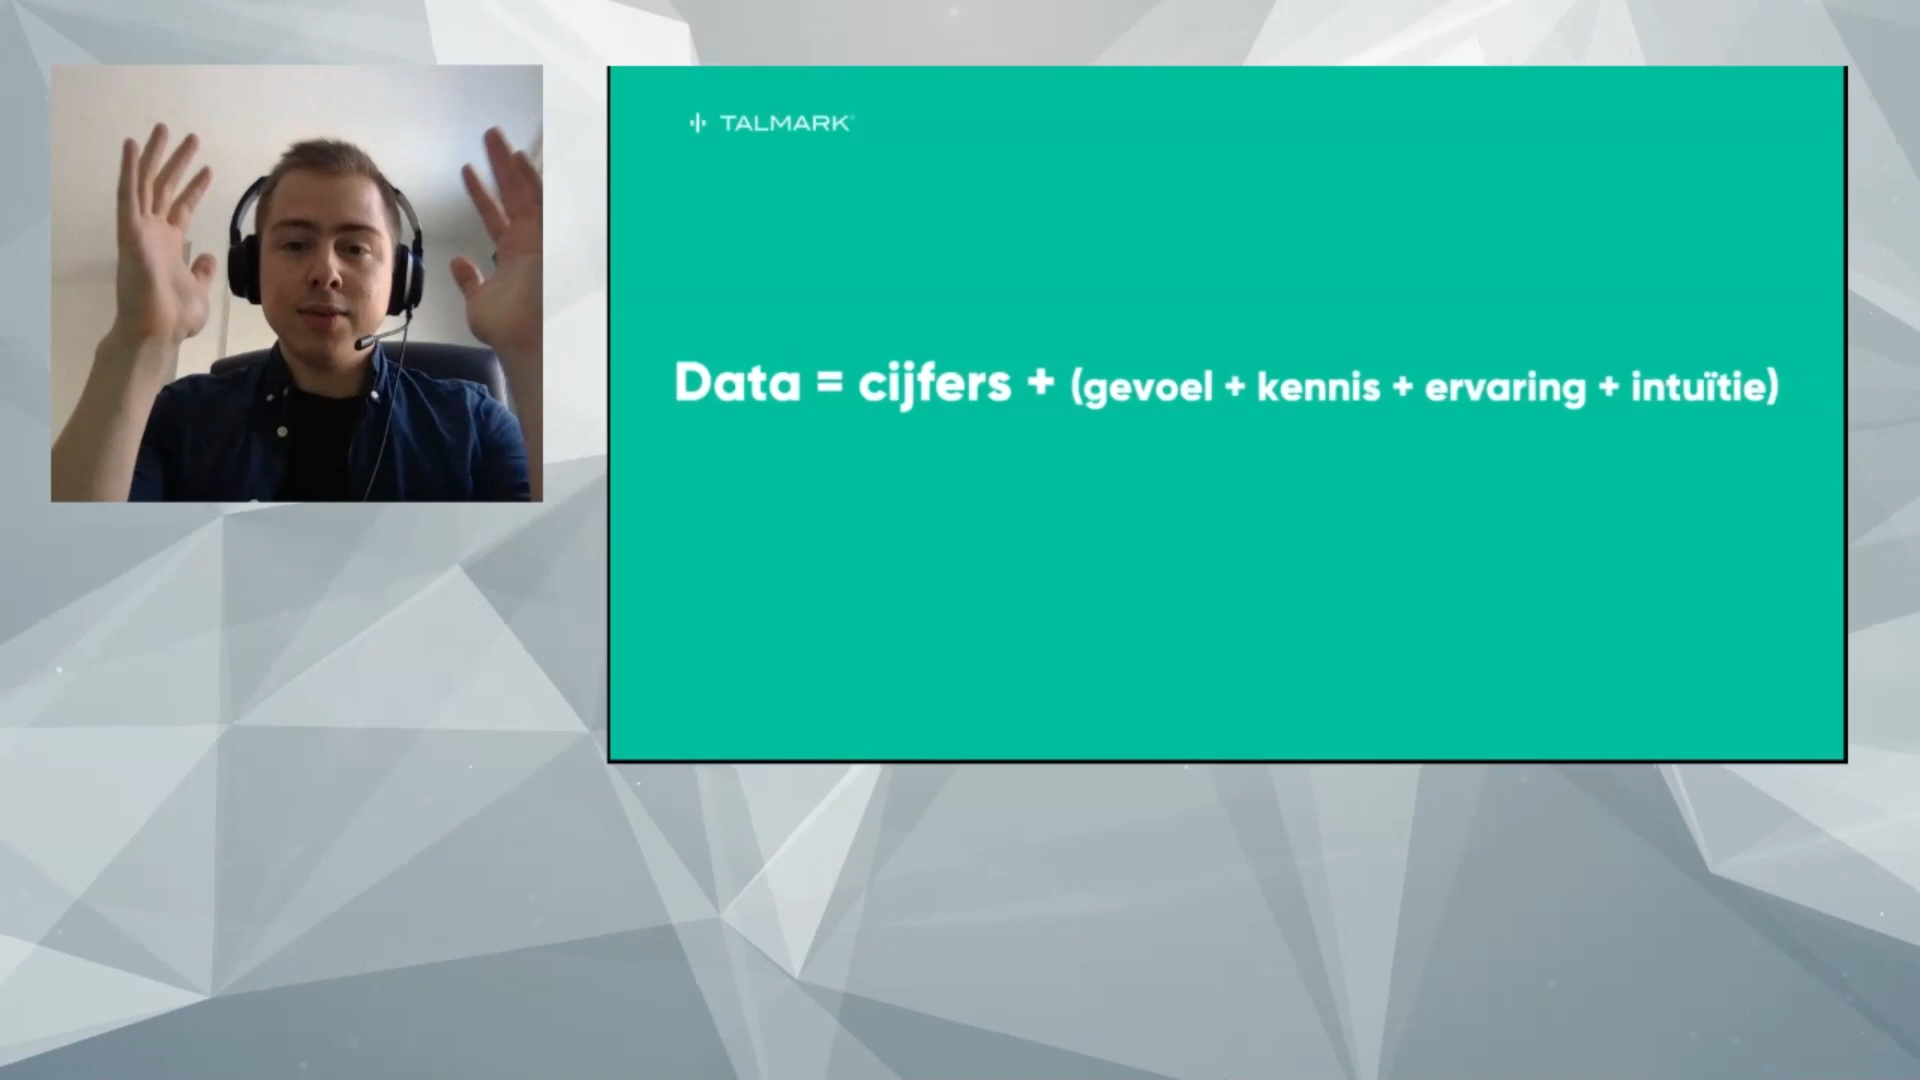 TALMARK
Data = cijfers + (gevoel + kennis + ervaring + intuïtie)